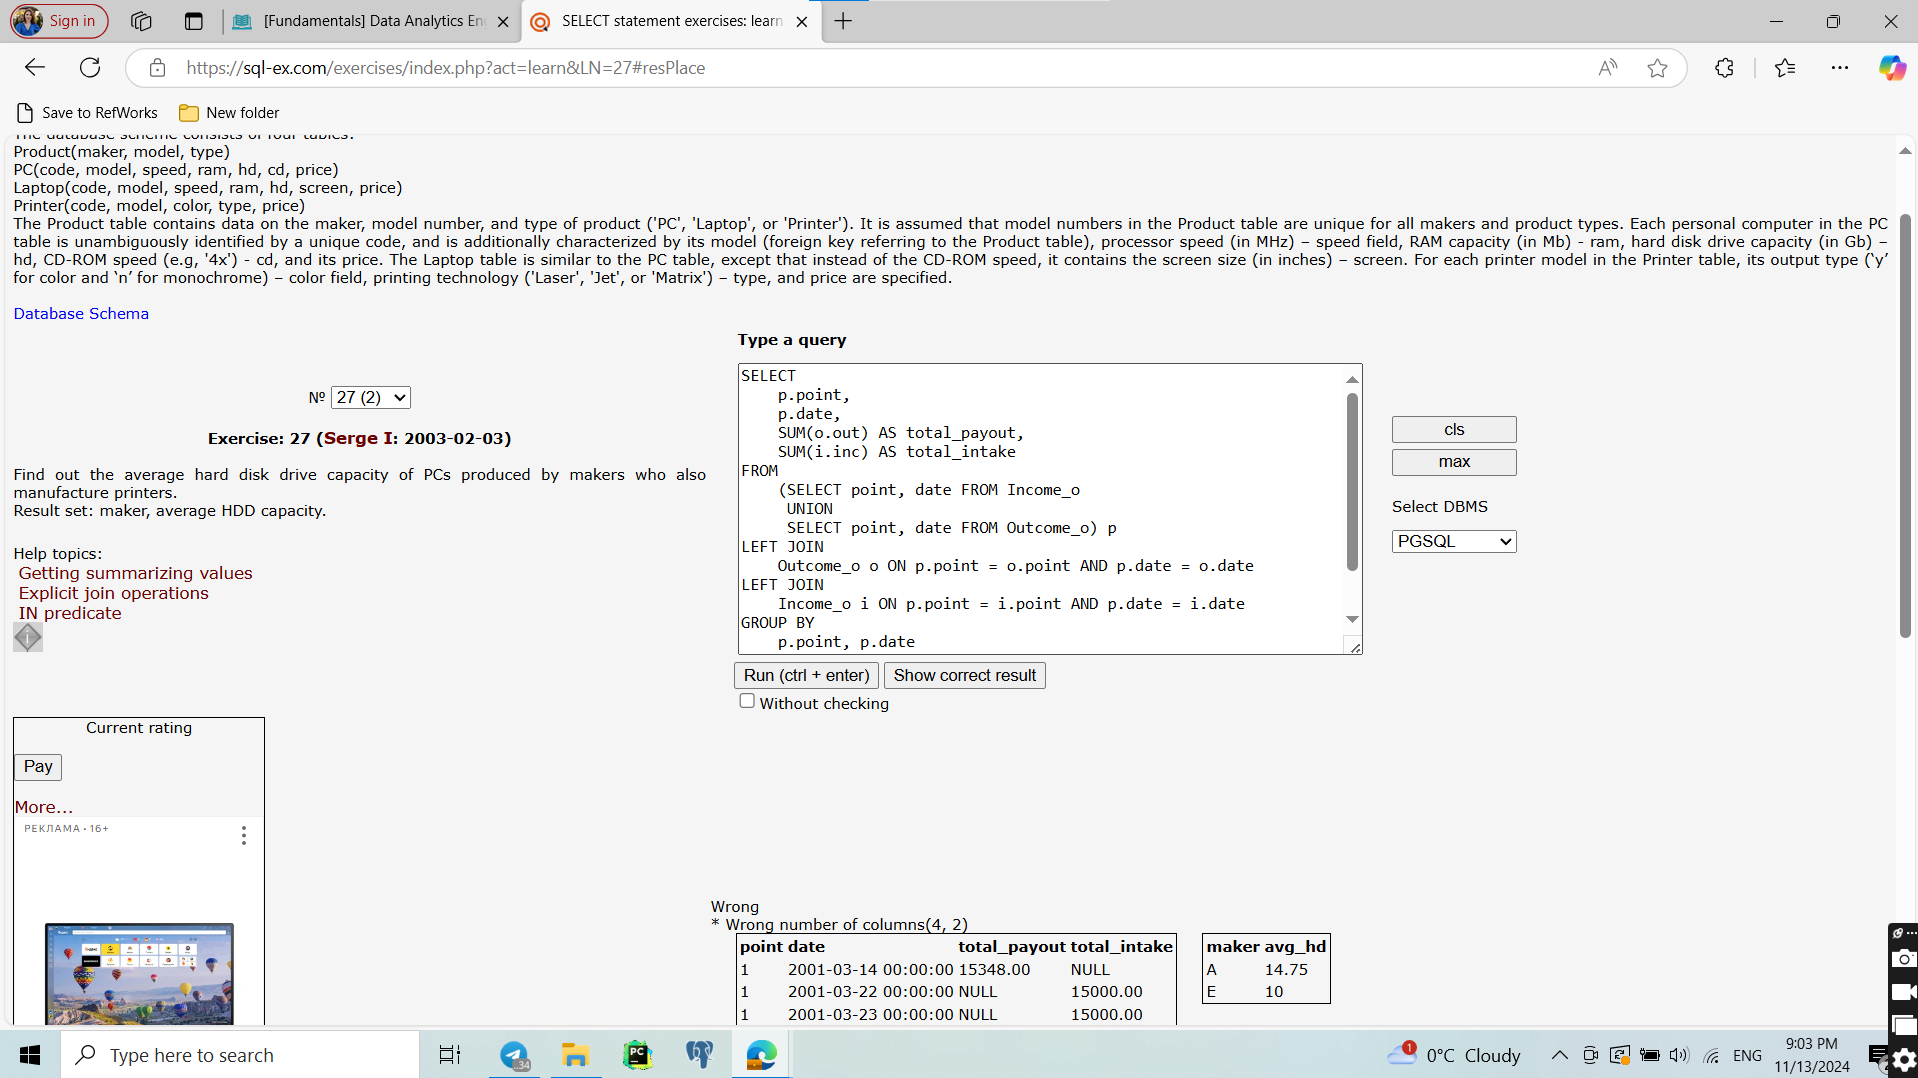 Sign in
[Fundamentals] Data Analytics En
SELECT statement exercises: learn
https://sql-ex.com/exercises/index.php?act=learn&LN=27#resPlace
Save to RefWorks
New folder
The database scheme consists of four tables:
Product(maker, model, type)
PC(code, model, speed, ram, hd, cd, price)
Laptop(code, model, speed, ram, hd, screen, price)
Printer(code, model, color, type, price)
The Product table contains data on the maker, model number, and type of product ('PC', 'Laptop', or 'Printer'). It is assumed that model numbers in the Product table are unique for all makers and product types. Each personal computer in the PC
table is unambiguously identified by a unique code, and is additionally characterized by its model (foreign key referring to the Product table), processor speed (in MHz) – speed field, RAM capacity (in Mb) - ram, hard disk drive capacity (in Gb) –
hd, CD-ROM speed (e.g, '4x') - cd, and its price. The Laptop table is similar to the PC table, except that instead of the CD-ROM speed, it contains the screen size (in inches) – screen. For each printer model in the Printer table, its output type (‘y’
for color and ‘n’ for monochrome) – color field, printing technology ('Laser', 'Jet', or 'Matrix') – type, and price are specified.
Database Schema
№ 27 (2)
Exercise: 27 (Serge I: 2003-02-03)
Find out the average hard disk drive capacity of PCs produced by makers who also
manufacture printers.
Result set: maker, average HDD capacity.
Help topics:
Getting summarizing values
Explicit join operations
IN predicate
Type a query
SELECT
p.point,
p.date,
SUM(o.out) AS total_payout,
SUM(i.inc) AS total_intake
FROM
(SELECT point, date FROM Income_o
UNION
SELECT point, date FROM Outcome_o) p
LEFT JOIN
Outcome_o o ON p.point = o.point AND p.date = o.date
LEFT JOIN
Income_o i ON p.point = i.point AND p.date = i.date
GROUP BY
p.point, p.date
cls
max
Select DBMS
PGSQL
Run (ctrl + enter)
Show correct result
Without checking
Current rating
Pay
More...
РЕКЛАМА • 16+
Wrong
* Wrong number of columns(4, 2)
point date total_payout total_intake
1 2001-03-14 00:00:00 15348.00 NULL
1 2001-03-22 00:00:00 NULL 15000.00
1 2001-03-23 00:00:00 NULL 15000.00
maker avg_hd
A 14.75
E 10
Type here to search
34
PC
1
0°C Cloudy
ENG
9:03 PM
11/13/2024